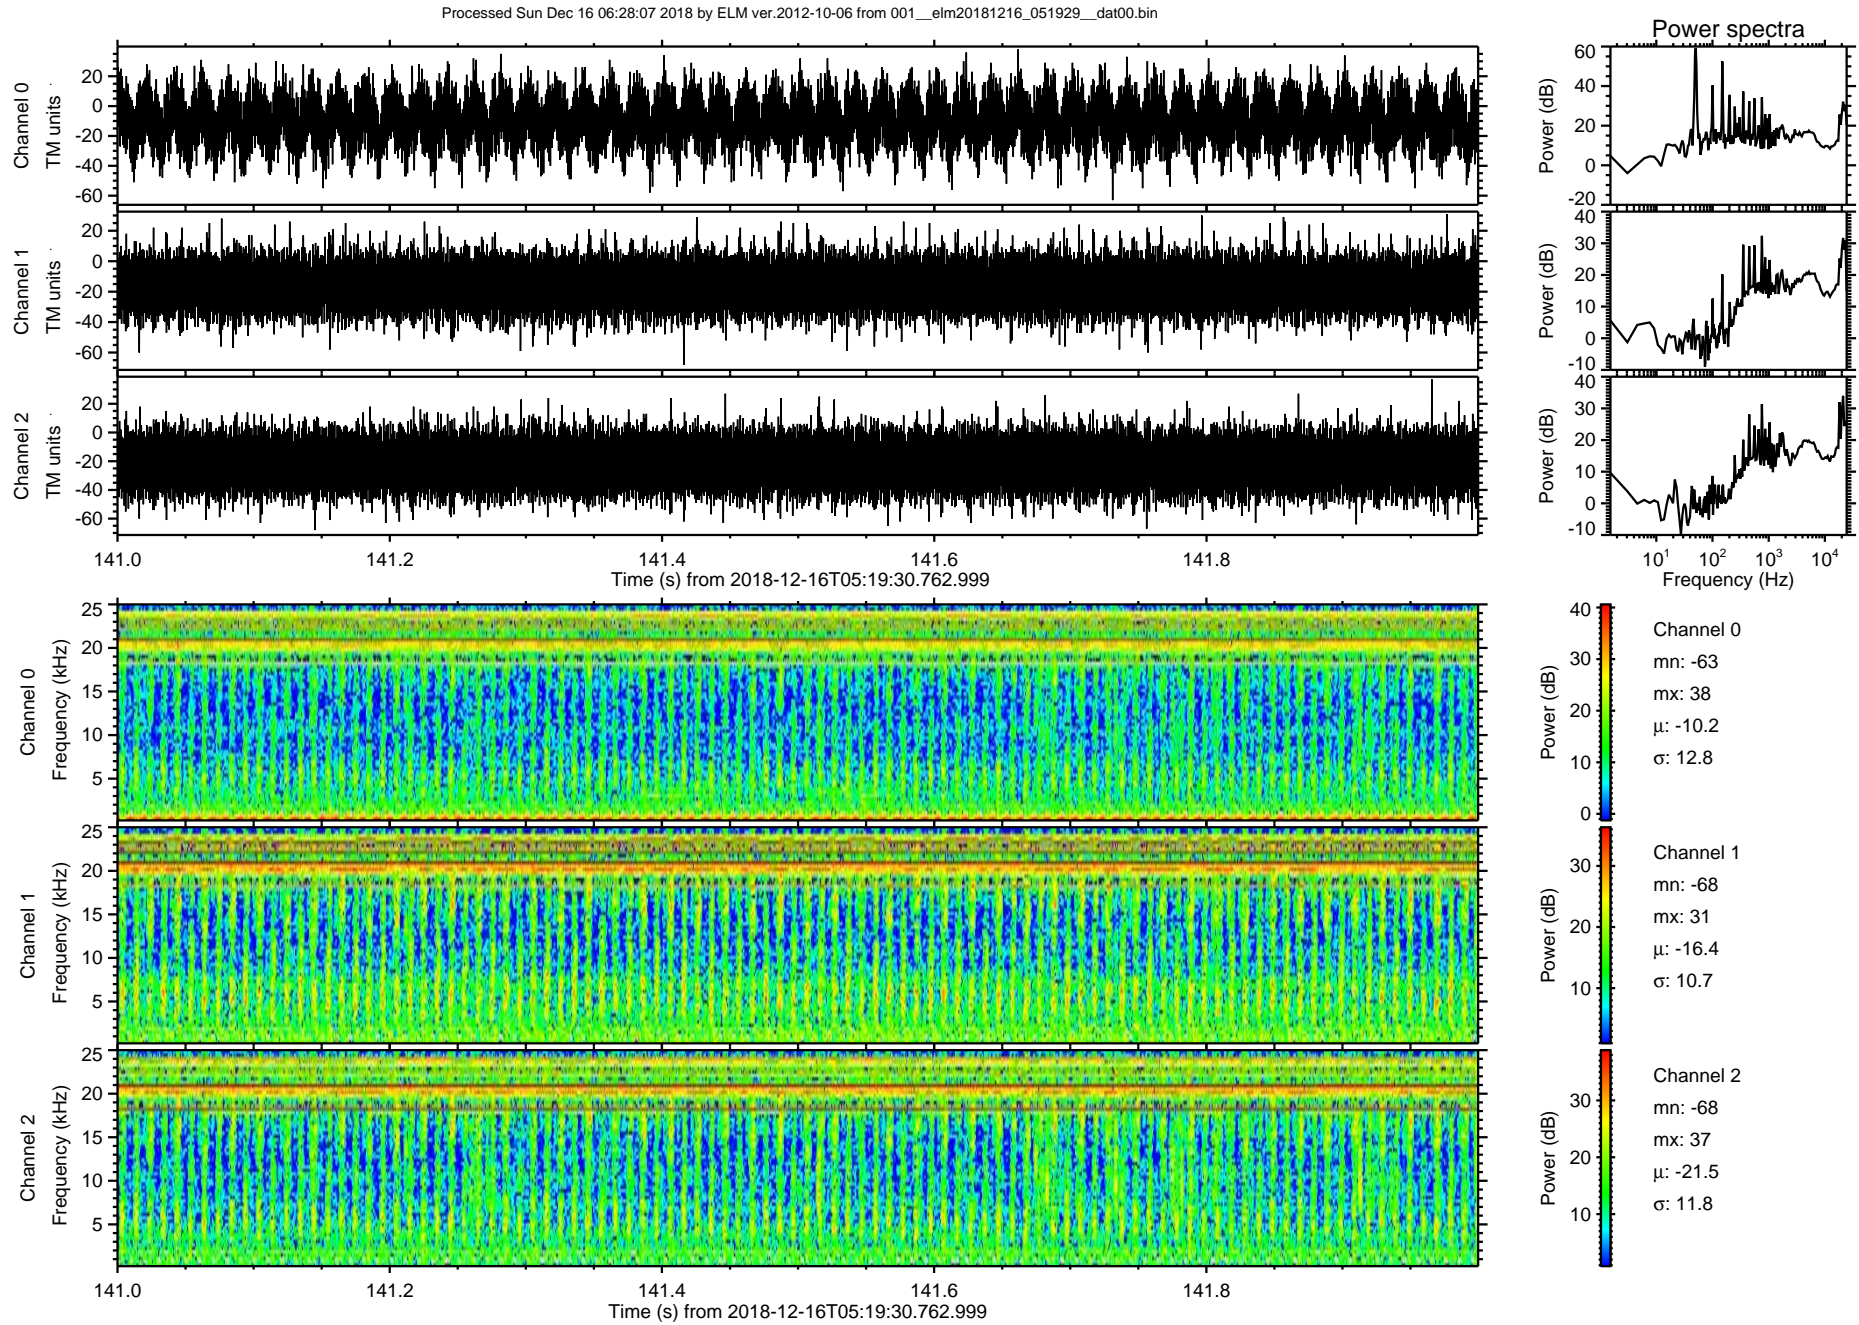 Processed Sun Dec 16 06:28:07 2018 by ELM ver.2012-10-06 from 001__elm20181216_051929__dat00.bin
Power spectra
Channel 0
TM units
20
0
-20
-40
-60
Power (dB)
60
40
20
0
-20
Channel 1
TM units
20
0
-20
-40
-60
Power (dB)
40
30
20
10
0
-10
Channel 2
TM units
20
0
-20
-40
-60
Power (dB)
40
30
20
10
0
-10
141.0 141.2 141.4 141.6 141.8
Time (s) from 2018-12-16T05:19:30.762.999
10^1 10^2 10^3 10^4
Frequency (Hz)
Channel 0
Frequency (kHz)
25
20
15
10
5
Power (dB)
40
30
20
10
0
Channel 0
mn: -63
mx: 38
μ: -10.2
σ: 12.8
Channel 1
Frequency (kHz)
25
20
15
10
5
Power (dB)
30
20
10
Channel 1
mn: -68
mx: 31
μ: -16.4
σ: 10.7
Channel 2
Frequency (kHz)
25
20
15
10
5
Power (dB)
30
20
10
Channel 2
mn: -68
mx: 37
μ: -21.5
σ: 11.8
141.0 141.2 141.4 141.6 141.8
Time (s) from 2018-12-16T05:19:30.762.999